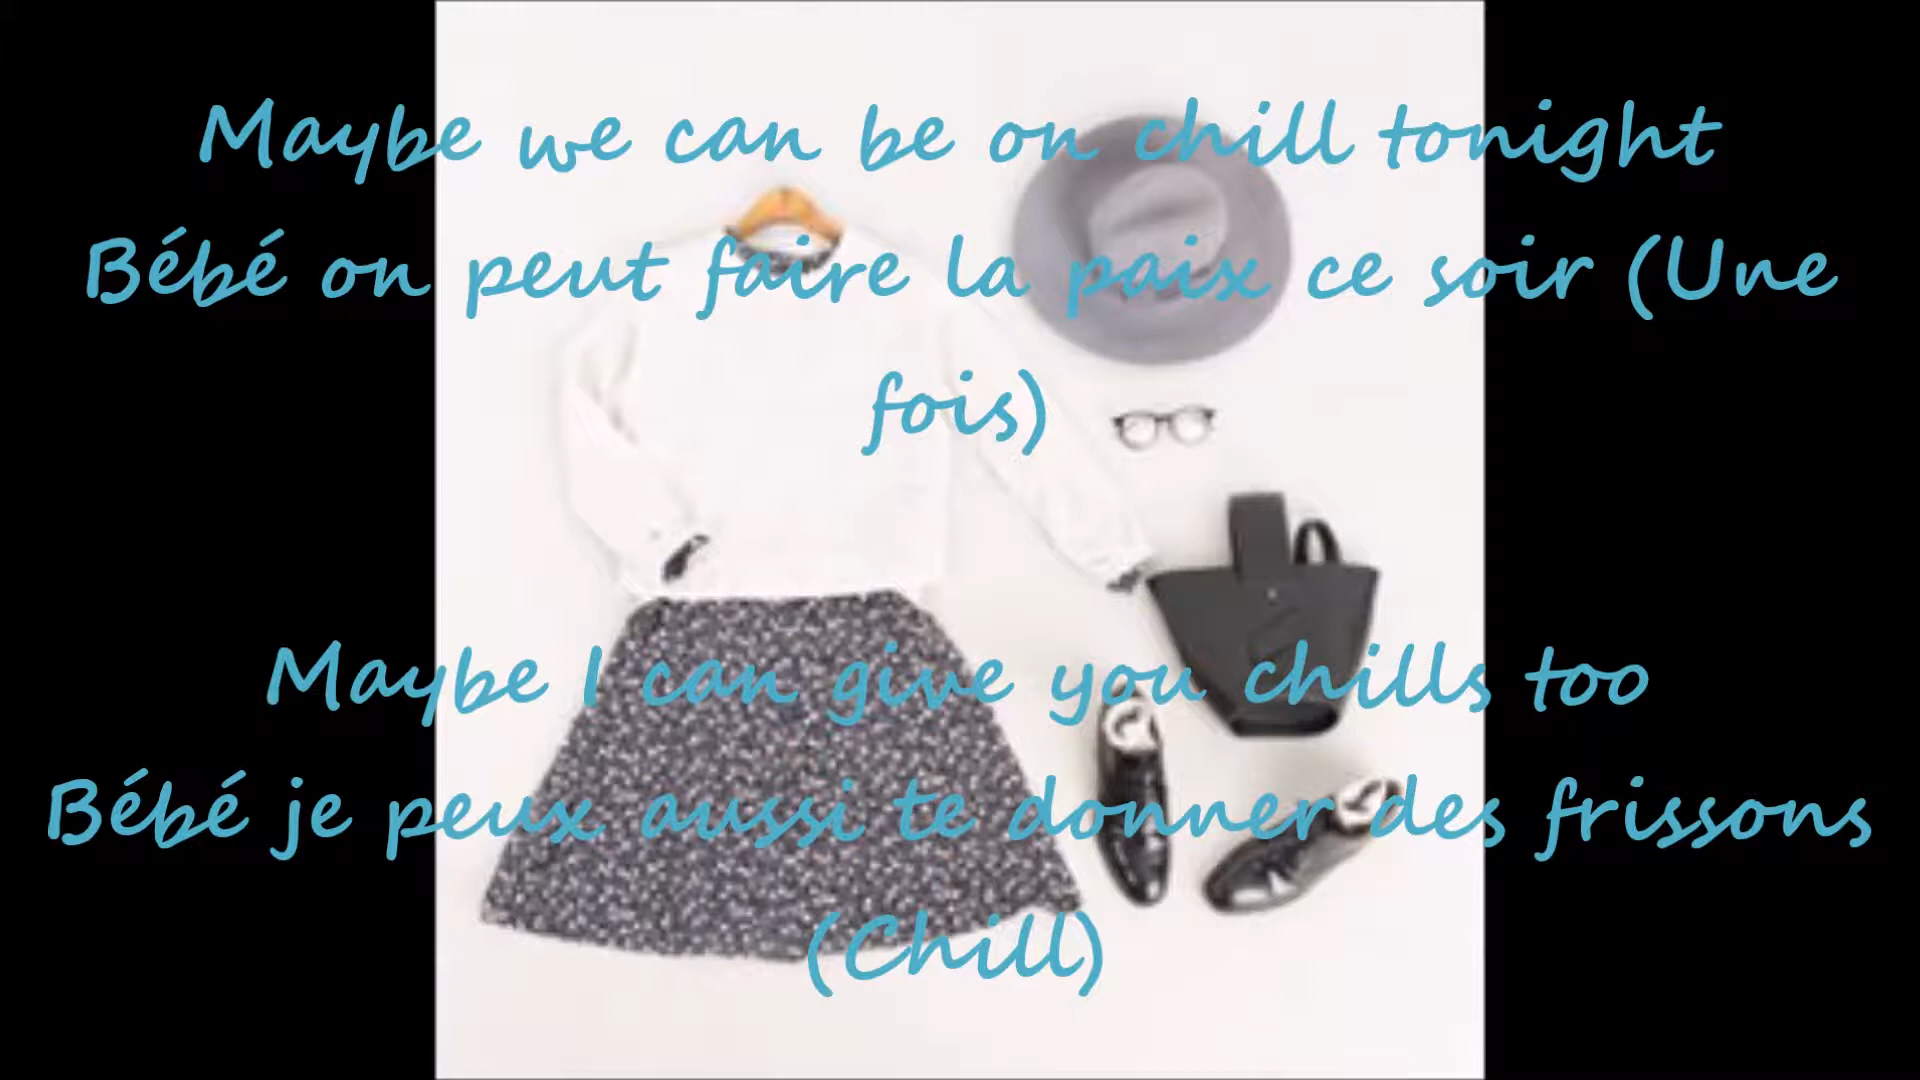 Maybe we can be on chill tonight
Bébé on peut faire la paix ce soir (Une
fois)
Maybe I can give you chills too
Bébé je peux aussi te donner des frissons
(Chill)